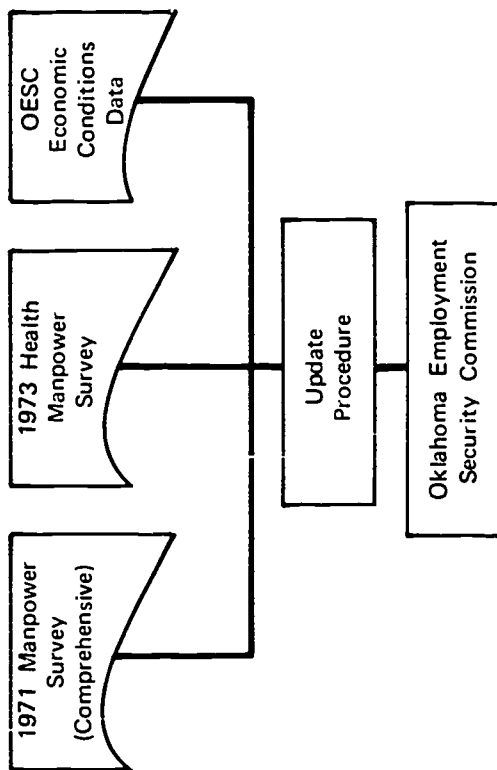 1971 Manpower
Survey
(Comprehensive)
1973 Health
Manpower
Survey
OESC
Economic
Conditions
Data
Update
Procedure
Oklahoma Employment
Security Commission